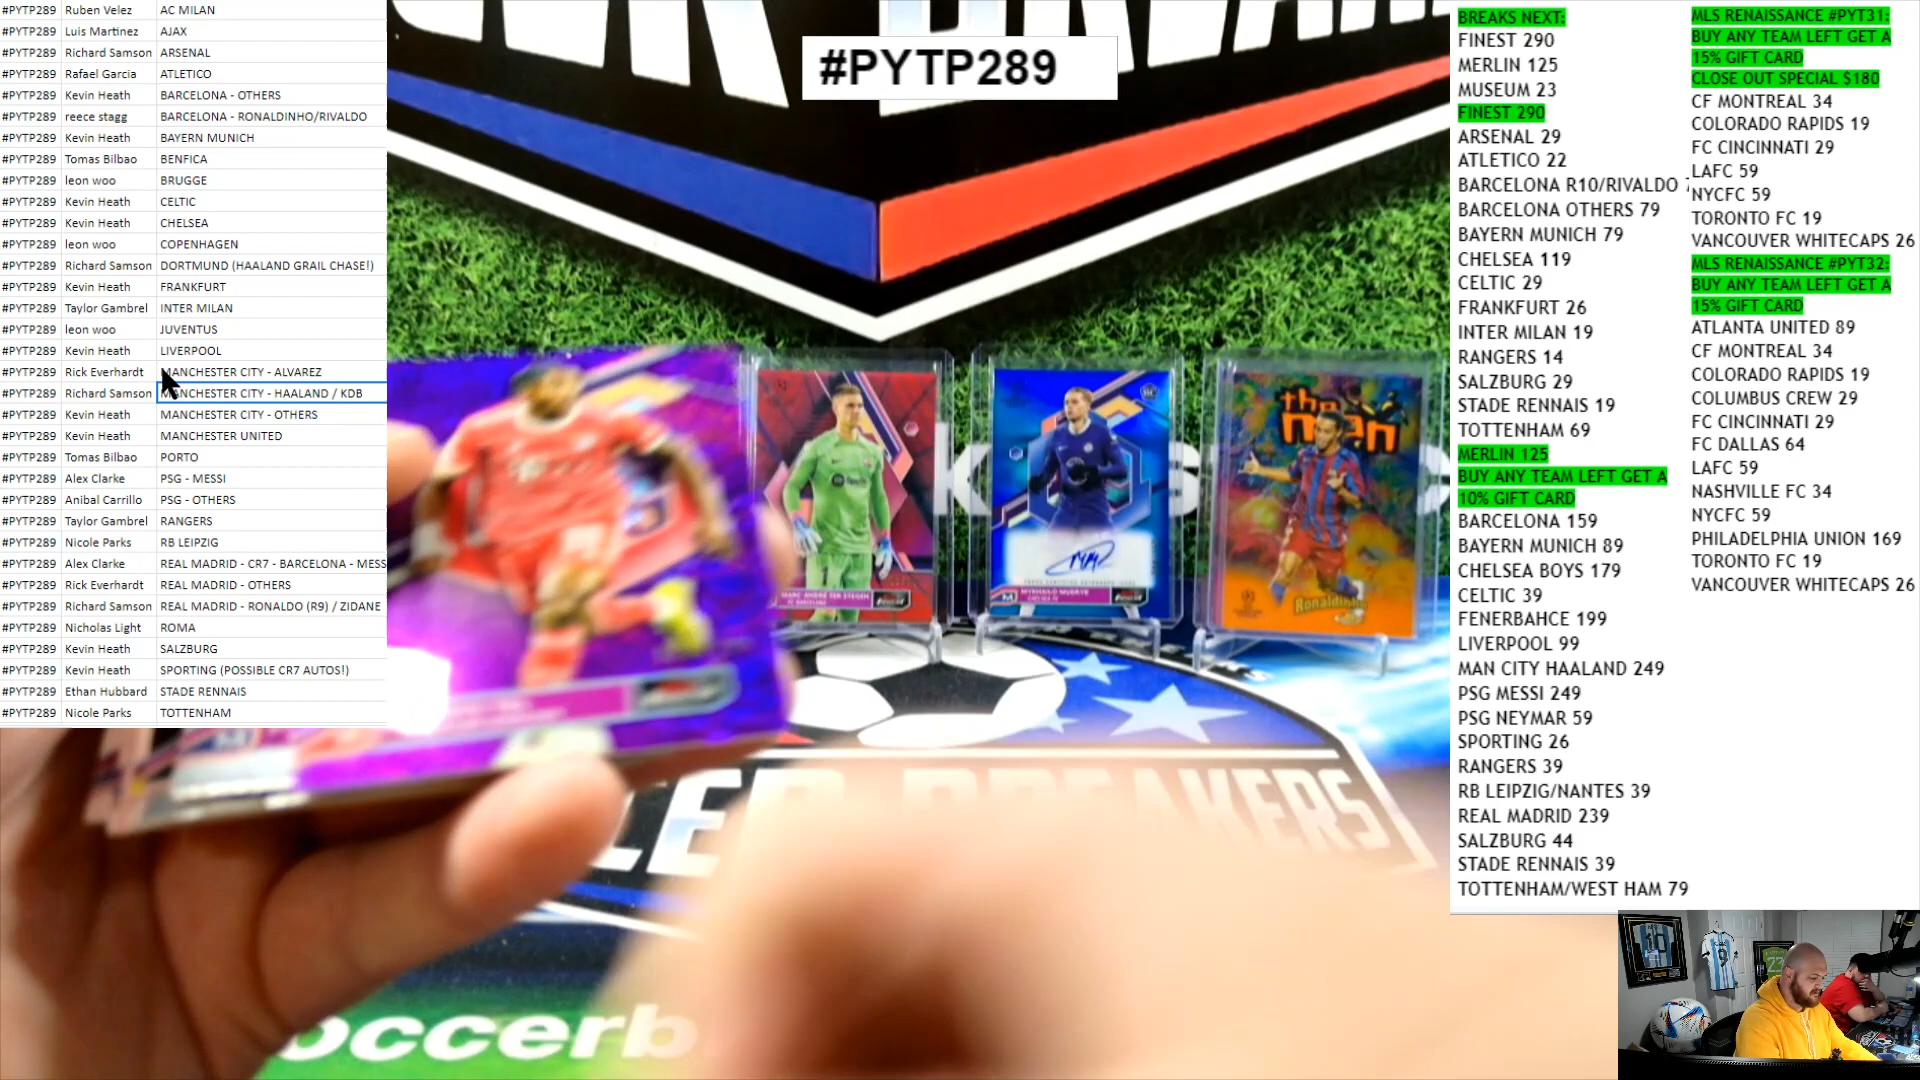 #PYTP289 Ruben Velez AC MILAN
#PYTP289 Luis Martinez AJAX
#PYTP289 Richard Samson ARSENAL
#PYTP289 Rafael Garcia ATLETICO
#PYTP289 Kevin Heath BARCELONA - OTHERS
#PYTP289 reece stagg BARCELONA - RONALDINHO/RIVALDO
#PYTP289 Kevin Heath BAYERN MUNICH
#PYTP289 Tomas Bilbao BENFICA
#PYTP289 leon woo BRUGGE
#PYTP289 Kevin Heath CELTIC
#PYTP289 Kevin Heath CHELSEA
#PYTP289 leon woo COPENHAGEN
#PYTP289 Richard Samson DORTMUND (HAALAND GRAIL CHASE!)
#PYTP289 Kevin Heath FRANKFURT
#PYTP289 Taylor Gambrel INTER MILAN
#PYTP289 leon woo JUVENTUS
#PYTP289 Kevin Heath LIVERPOOL
#PYTP289 Rick Everhardt MANCHESTER CITY - ALVAREZ
#PYTP289 Richard Samson MANCHESTER CITY - HAALAND / KDB
#PYTP289 Kevin Heath MANCHESTER CITY - OTHERS
#PYTP289 Kevin Heath MANCHESTER UNITED
#PYTP289 Tomas Bilbao PORTO
#PYTP289 Alex Clarke PSG - MESSI
#PYTP289 Anibal Carrillo PSG - OTHERS
#PYTP289 Taylor Gambrel RANGERS
#PYTP289 Nicole Parks RB LEIPZIG
#PYTP289 Alex Clarke REAL MADRID - CR7 - BARCELONA - MESS
#PYTP289 Rick Everhardt REAL MADRID - OTHERS
#PYTP289 Richard Samson REAL MADRID - RONALDO (R9) / ZIDANE
#PYTP289 Nicholas Light ROMA
#PYTP289 Kevin Heath SALZBURG
#PYTP289 Kevin Heath SPORTING (POSSIBLE CR7 AUTOS!)
#PYTP289 Ethan Hubbard STADE RENNAIS
#PYTP289 Nicole Parks TOTTENHAM
#PYTP289
the man
Ronaldinho
MARC-ANDRÉ TER STEGEN
FC BARCELONA
MYKHAILO MUDRYK
CHELSEA FC
LED BREAKERS
occerb
BREAKS NEXT:
FINEST 290
MERLIN 125
MUSEUM 23
FINEST 290
ARSENAL 29
ATLETICO 22
BARCELONA R10/RIVALDO
BARCELONA OTHERS 79
BAYERN MUNICH 79
CHELSEA 119
CELTIC 29
FRANKFURT 26
INTER MILAN 19
RANGERS 14
SALZBURG 29
STADE RENNAIS 19
TOTTENHAM 69
MERLIN 125
BUY ANY TEAM LEFT GET A
10% GIFT CARD
BARCELONA 159
BAYERN MUNICH 89
CHELSEA BOYS 179
CELTIC 39
FENERBAHCE 199
LIVERPOOL 99
MAN CITY HAALAND 249
PSG MESSI 249
PSG NEYMAR 59
SPORTING 26
RANGERS 39
RB LEIPZIG/NANTES 39
REAL MADRID 239
SALZBURG 44
STADE RENNAIS 39
TOTTENHAM/WEST HAM 79
MLS RENAISSANCE #PYT31:
BUY ANY TEAM LEFT GET A
15% GIFT CARD
CLOSE OUT SPECIAL $180
CF MONTREAL 34
COLORADO RAPIDS 19
FC CINCINNATI 29
LAFC 59
NYCFC 59
TORONTO FC 19
VANCOUVER WHITECAPS 26
MLS RENAISSANCE #PYT32:
BUY ANY TEAM LEFT GET A
15% GIFT CARD
ATLANTA UNITED 89
CF MONTREAL 34
COLORADO RAPIDS 19
COLUMBUS CREW 29
FC CINCINNATI 29
FC DALLAS 64
LAFC 59
NASHVILLE FC 34
NYCFC 59
PHILADELPHIA UNION 169
TORONTO FC 19
VANCOUVER WHITECAPS 26